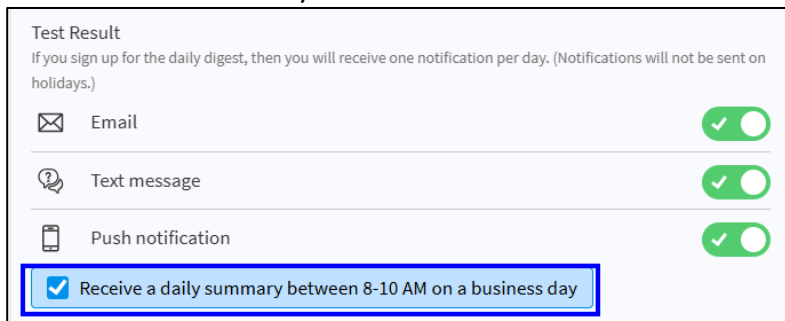 Test Result
If you sign up for the daily digest, then you will receive one notification per day. (Notifications will not be sent on
holidays.)
Email
Text message
Push notification
Receive a daily summary between 8-10 AM on a business day